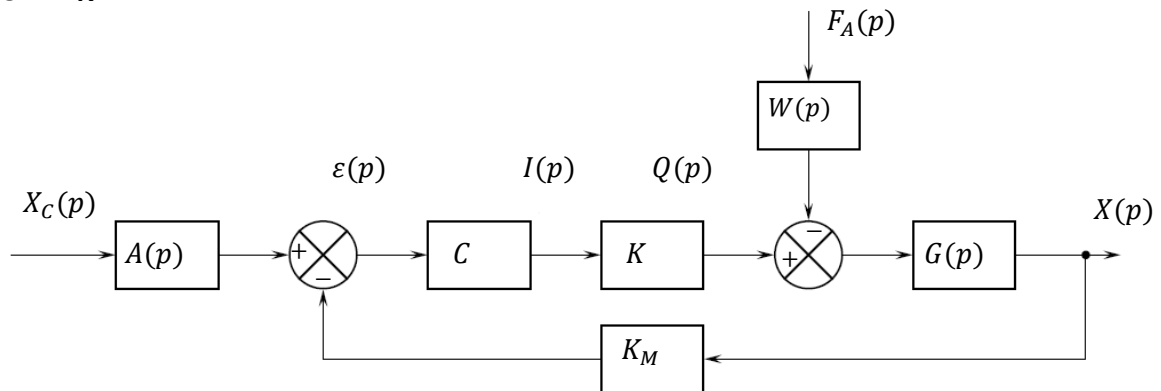 F_A(p)
W(p)
ε(p)
I(p)
Q(p)
X_C(p)
X(p)
A(p)
+
−
C
K
−
+
G(p)
K_M